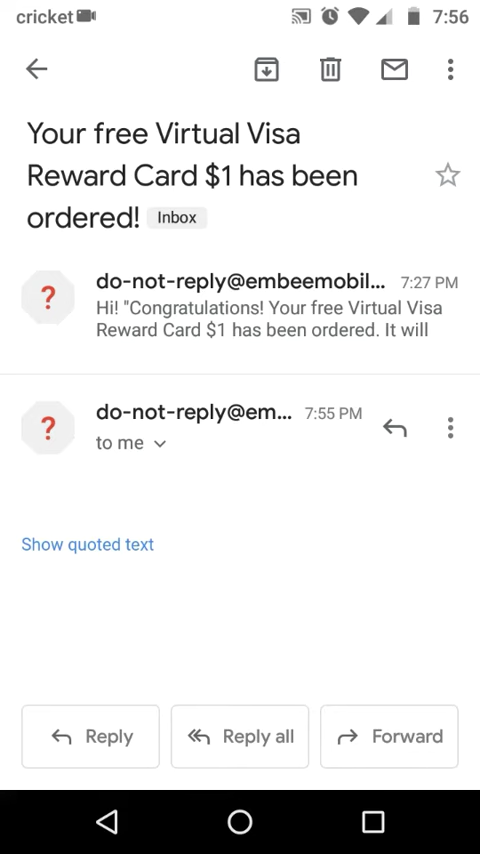 cricket 7:56
Your free Virtual Visa
Reward Card $1 has been
ordered! Inbox
do-not-reply@embeemobil... 7:27 PM
Hi! "Congratulations! Your free Virtual Visa
Reward Card $1 has been ordered. It will
do-not-reply@em... 7:55 PM
to me
Show quoted text
Reply Reply all Forward